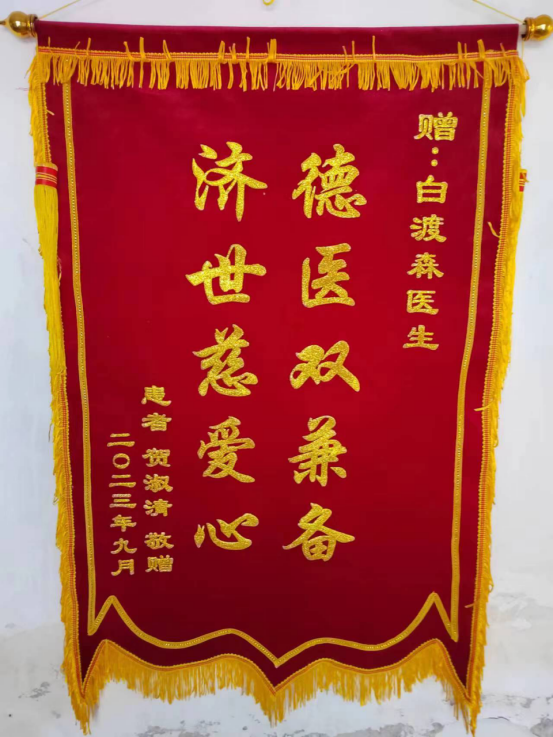 赠：白渡森医生
德医双兼备
济世慈爱心
患者 贺淑清 敬赠
二〇二三年九月